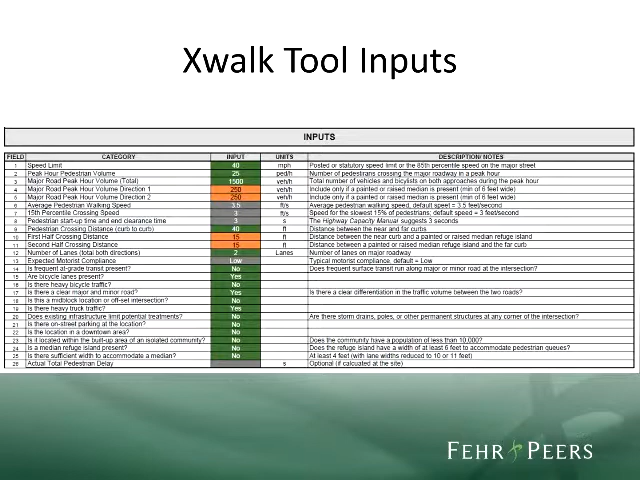 Xwalk Tool Inputs
INPUTS
FIELD CATEGORY INPUT UNITS DESCRIPTION/ NOTES
1 Speed Limit 40 mph Posted or statutory speed limit or the 85th percentile speed on the major street
2 Peak Hour Pedestrian Volume 25 ped/h Number of pedestrians crossing the major roadway in a peak hour
3 Major Road Peak Hour Volume (Total) 1500 veh/h Total number of vehicles and bicyclists on both approaches during the peak hour
4 Major Road Peak Hour Volume Direction 1 250 veh/h Include only if a painted or raised median is present (min of 6 feet wide)
5 Major Road Peak Hour Volume Direction 2 250 veh/h Include only if a painted or raised median is present (min of 6 feet wide)
6 Average Pedestrian Walking Speed 3.5 ft/s Average pedestrian walking speed, default speed = 3.5 feet/second
7 15th Percentile Crossing Speed 3 ft/s Speed for the slowest 15% of pedestrians; default speed = 3 feet/second
8 Pedestrian start-up time and end clearance time 3 s The Highway Capacity Manual suggests 3 seconds
9 Pedestrian Crossing Distance (curb to curb) 40 ft Distance between the near and far curbs
10 First Half Crossing Distance 15 ft Distance between the near curb and a painted or raised median refuge island
11 Second Half Crossing Distance 15 ft Distance between a painted or raised median refuge island and the far curb
12 Number of Lanes (total both directions) 2 Lanes Number of lanes on major roadway
13 Expected Motorist Compliance Low Typical motorist compliance, default = Low
14 Is frequent at-grade transit present? No Does frequent surface transit run along major or minor road at the intersection?
15 Are bicycle lanes present? Yes
16 Is there heavy bicycle traffic? No
17 Is there a clear major and minor road? Yes Is there a clear differentiation in the traffic volume between the two roads?
18 Is this a midblock location or off-set intersection? No
19 Is there heavy truck traffic? Yes
20 Does existing infrastructure limit potential treatments? No Are there storm drains, poles, or other permanent structures at any corner of the intersection?
21 Is there on-street parking at the location? No
22 Is the location in a downtown area? No
23 Is it located within the built-up area of an isolated community? No Does the community have a population of less than 10,000?
24 Is a median refuge island present? No Does the refuge island have a width of at least 6 feet to accommodate pedestrian queues?
25 Is there sufficient width to accommodate a median? No At least 4 feet (with lane widths reduced to 10 or 11 feet)
26 Actual Total Pedestrian Delay s Optional (if calcuated at the site)
FEHR PEERS